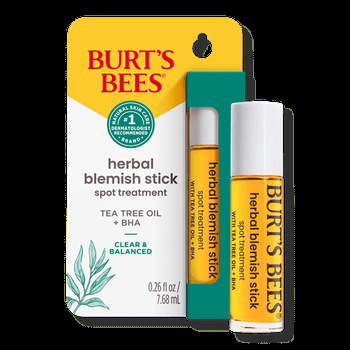 BURT'S
BEES®
NATURAL SKIN CARE
#1
DERMATOLOGIST
RECOMMENDED
BRAND
herbal
blemish stick
spot treatment
TEA TREE OIL
+ BHA
CLEAR &
BALANCED
0.26 fl oz /
7.68 mL
herbal blemish stick
spot treatment
WITH TEA TREE OIL + BHA
BURT'S BEES®
herbal blemish stick
spot treatment
WITH TEA TREE OIL + BHA